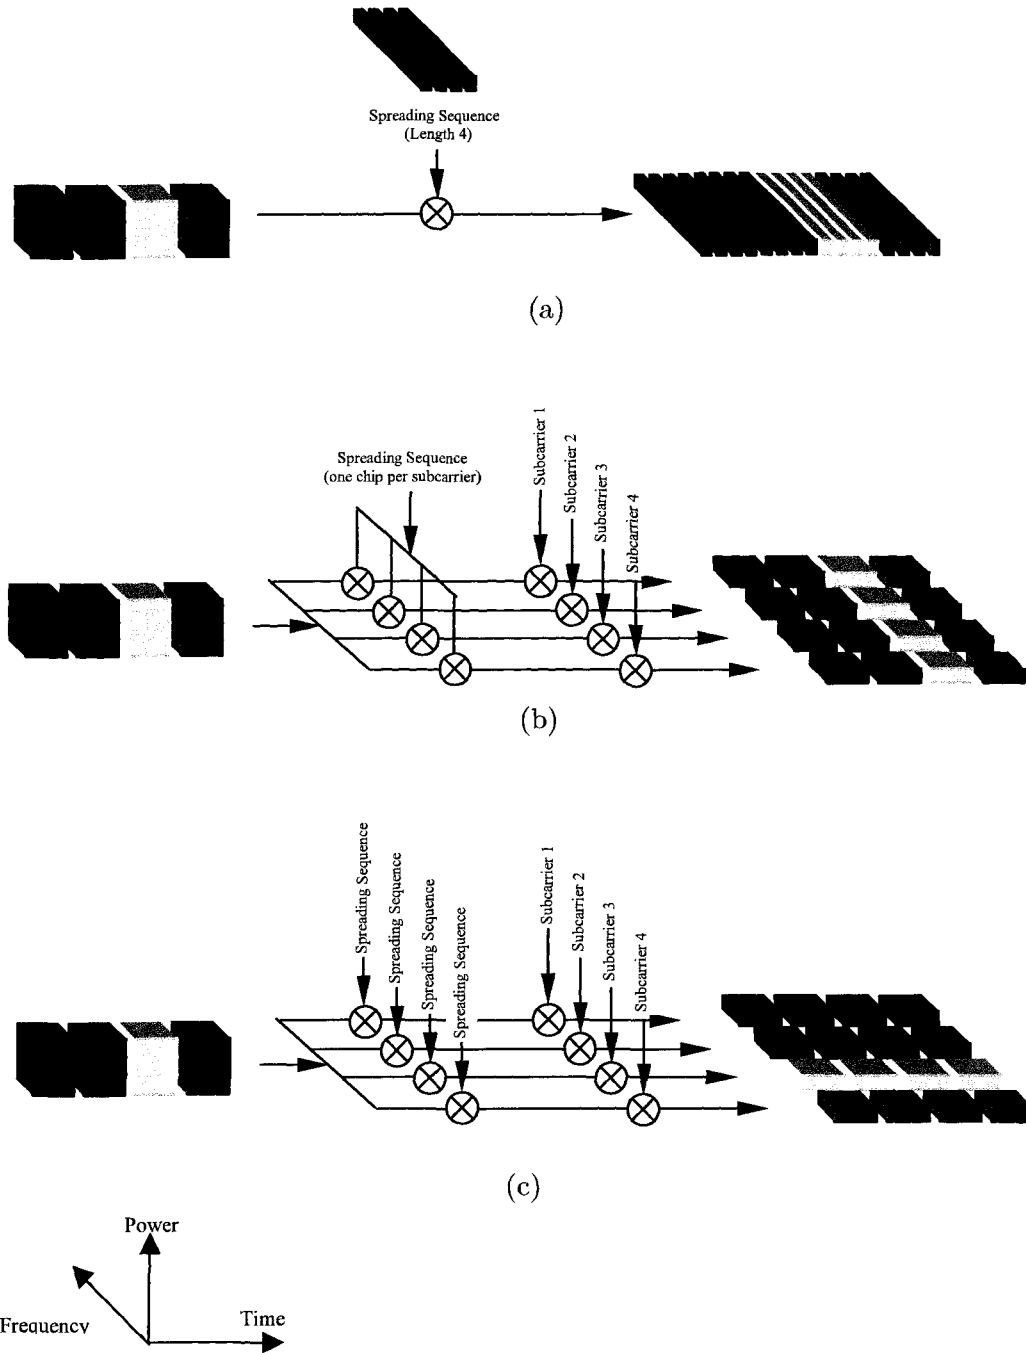 Spreading Sequence
(Length 4)
(a)
Spreading Sequence
(one chip per subcarrier)
Subcarrier 1
Subcarrier 2
Subcarrier 3
Subcarrier 4
(b)
Spreading Sequence
Spreading Sequence
Spreading Sequence
Spreading Sequence
Subcarrier 1
Subcarrier 2
Subcarrier 3
Subcarrier 4
(c)
Power
Frequency
Time